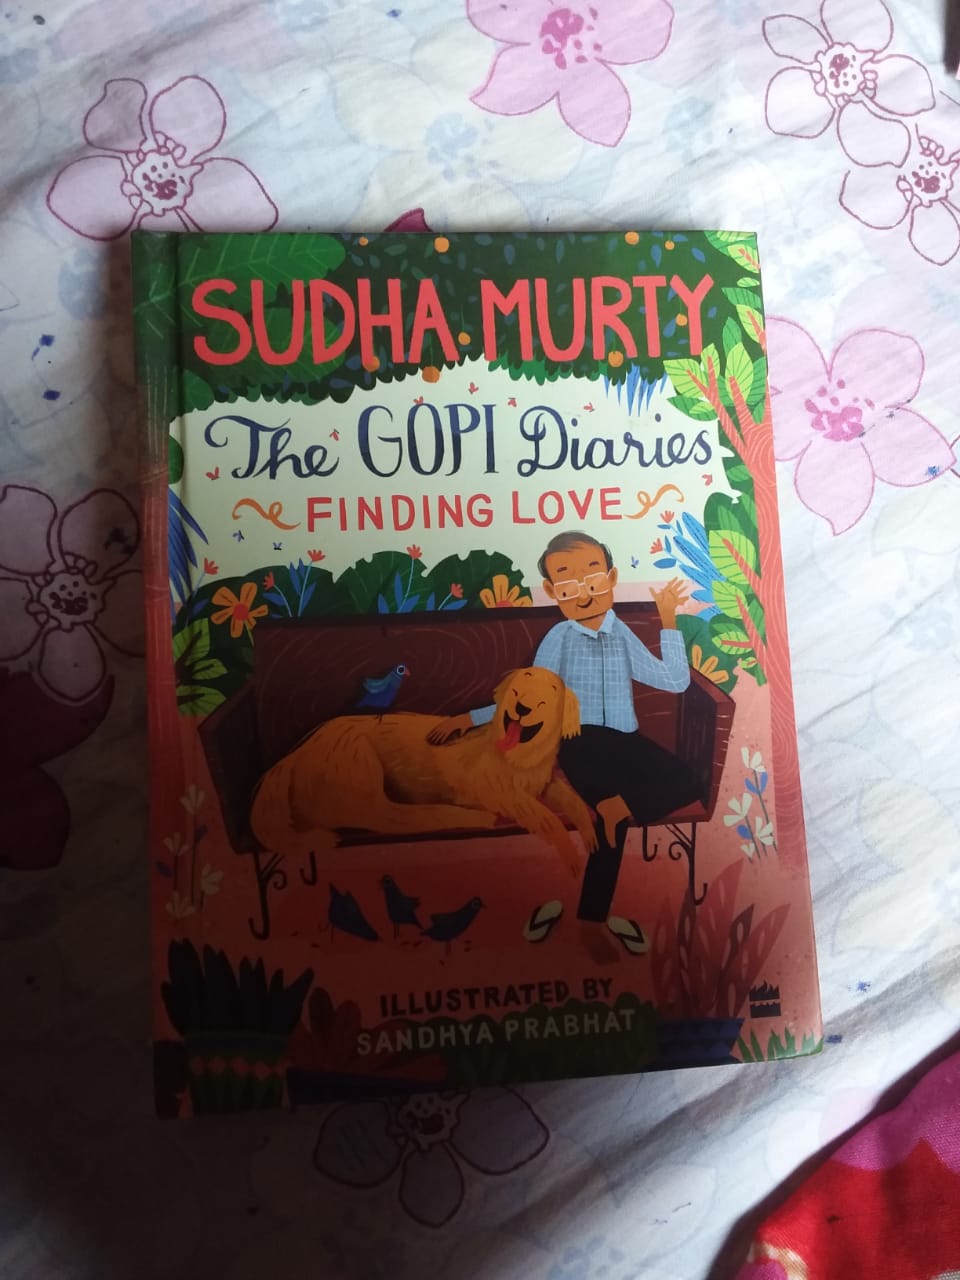 SUDHA MURTY
The GOPI Diaries
FINDING LOVE
ILLUSTRATED BY
SANDHYA PRABHAT